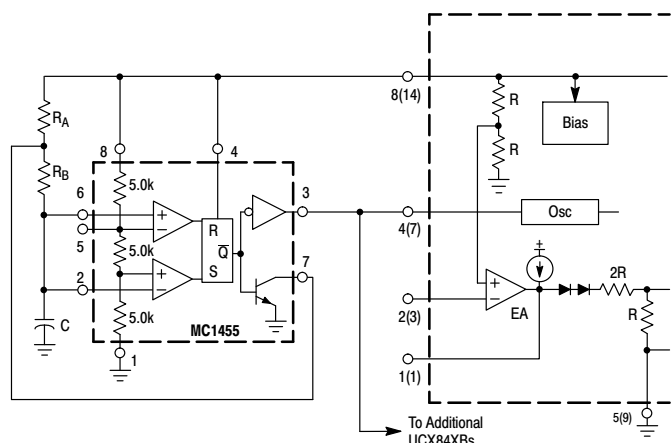 R_A
R_B
C
8
4
6
5
2
5.0k
5.0k
5.0k
+
−
+
−
R
Q̅
S
3
7
MC1455
1
8(14)
R
R
Bias
4(7)
Osc
2(3)
+
−
EA
2R
R
1(1)
5(9)
To Additional
UCX84XBs